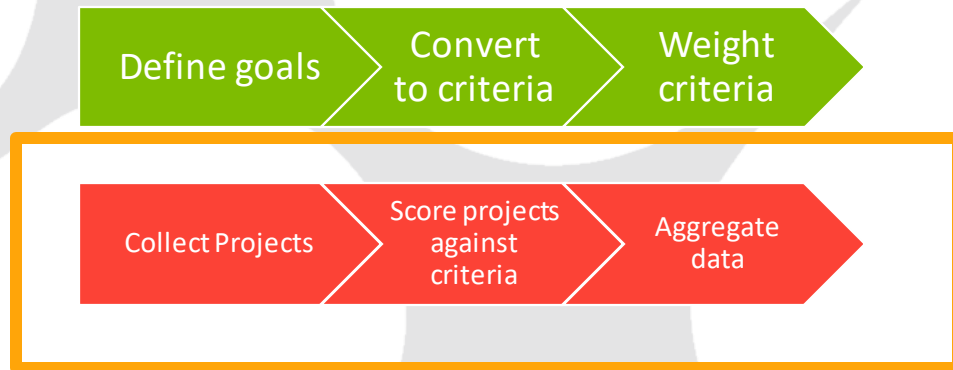 Define goals
Convert
to criteria
Weight
criteria
Collect Projects
Score projects
against
criteria
Aggregate
data